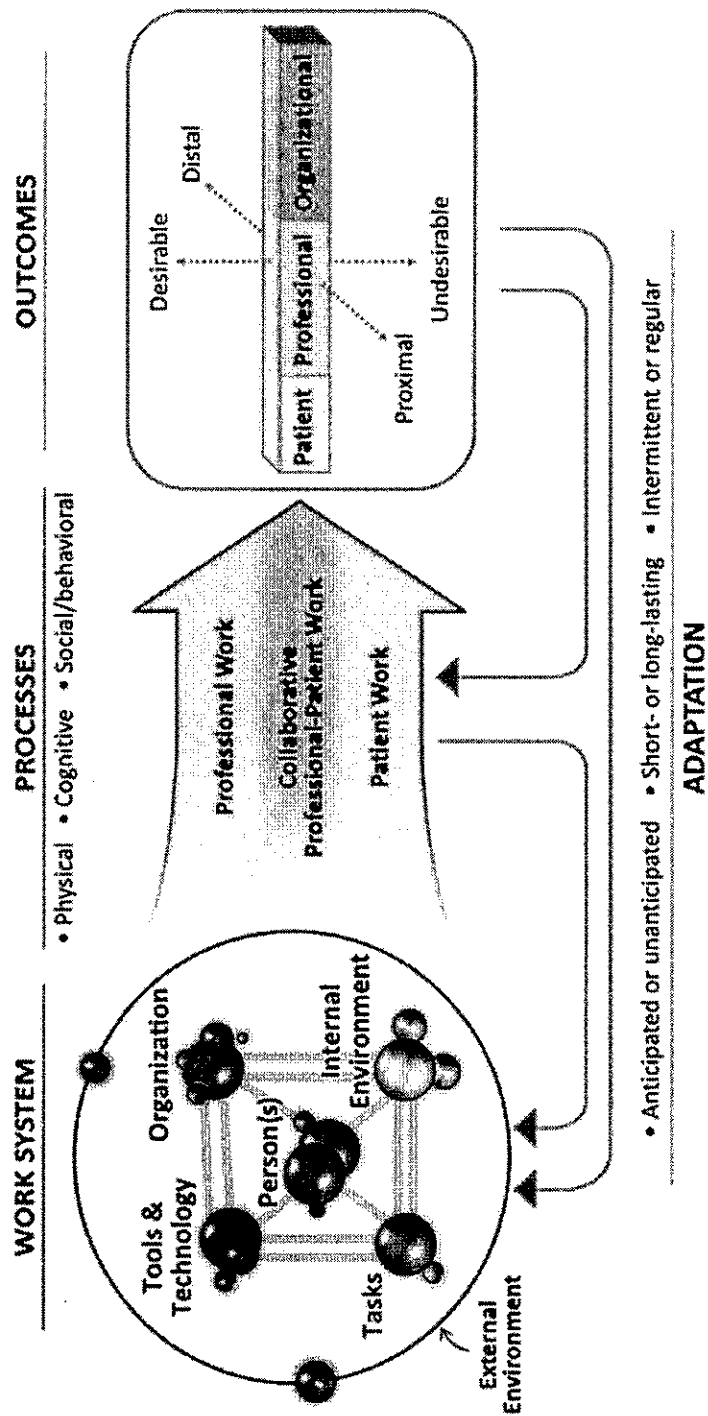 WORK SYSTEM
Tools &
Technology
Organization
Person(s)
Tasks
Internal
Environment
External
Environment
PROCESSES
• Physical • Cognitive • Social/behavioral
Professional Work
Collaborative
Professional-Patient Work
Patient Work
OUTCOMES
Desirable
Distal
Patient
Professional
Organizational
Proximal
Undesirable
• Anticipated or unanticipated • Short- or long-lasting • Intermittent or regular
ADAPTATION